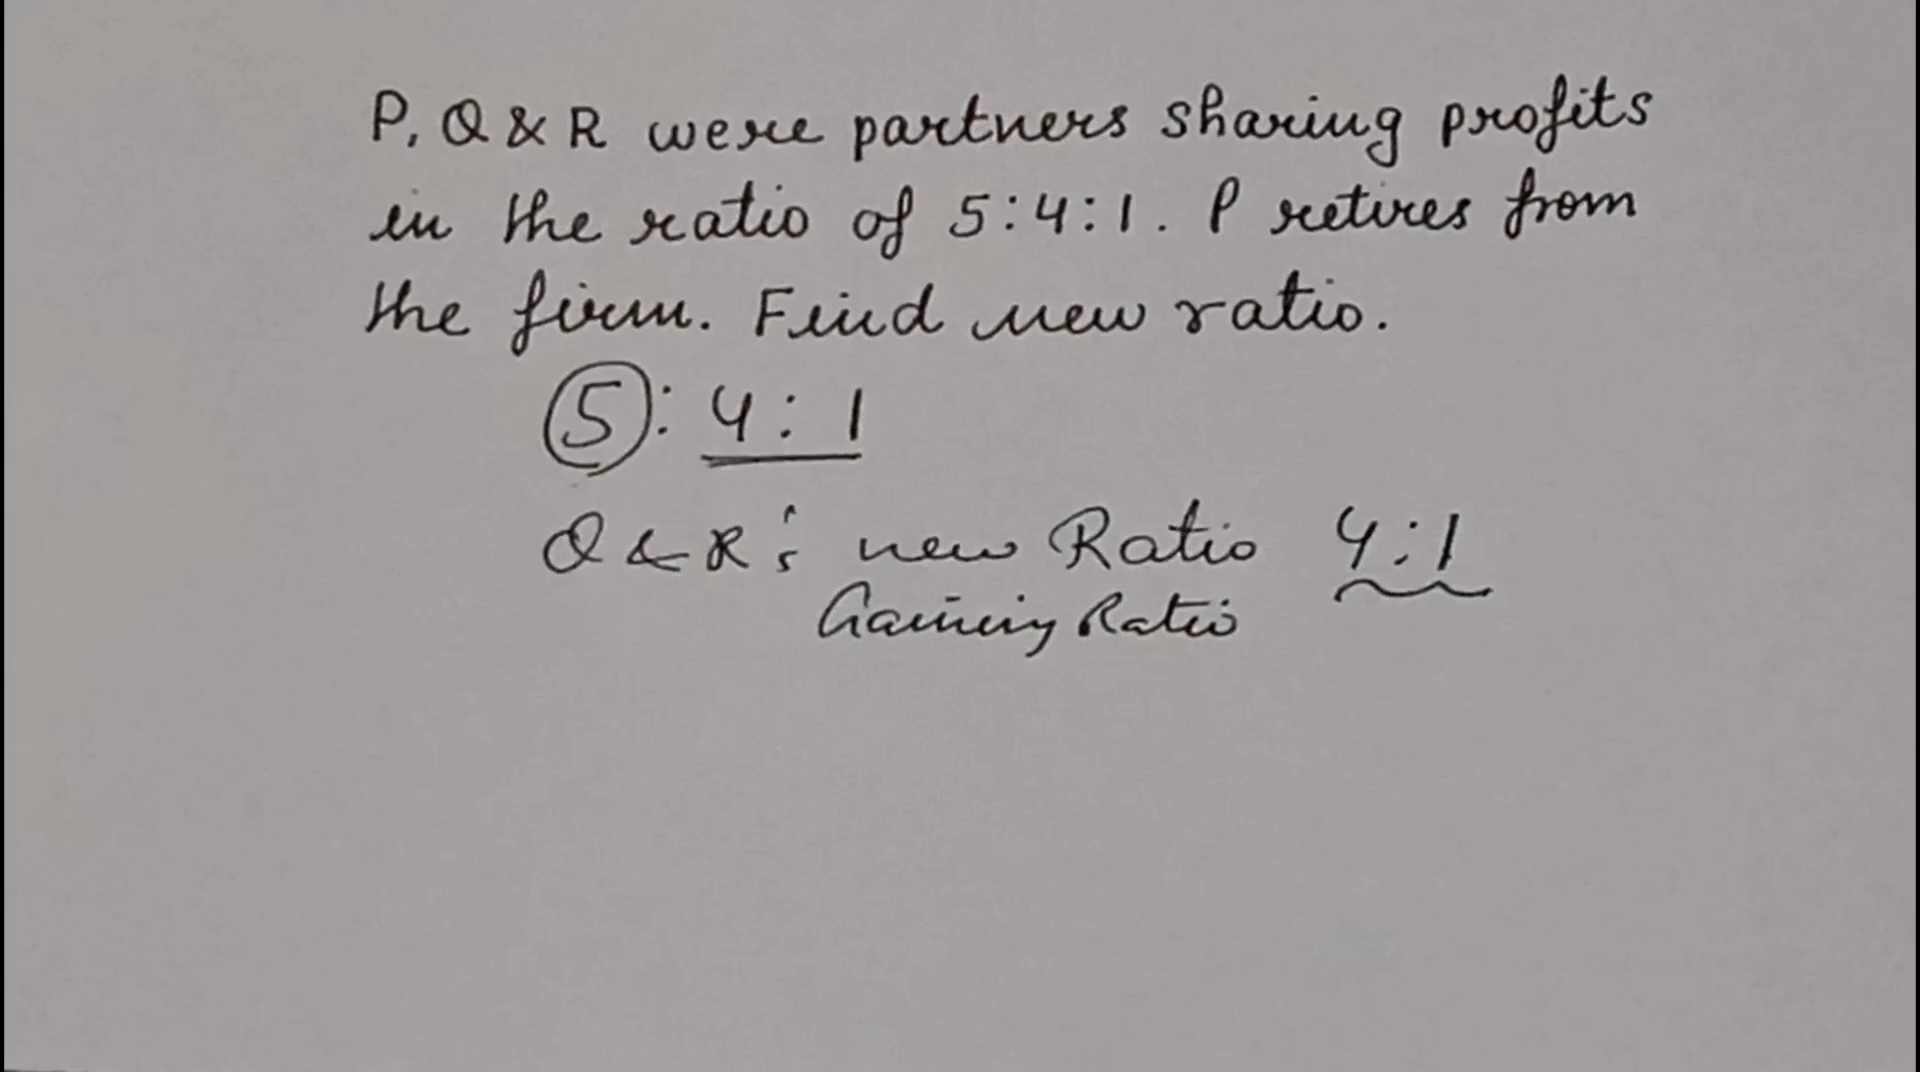 P, Q & R were partners sharing profits
in the ratio of 5:4:1. P retires from
the firm. Find new ratio.
5: 4: 1
Q & R's new Ratio 4:1
Gaining Ratio